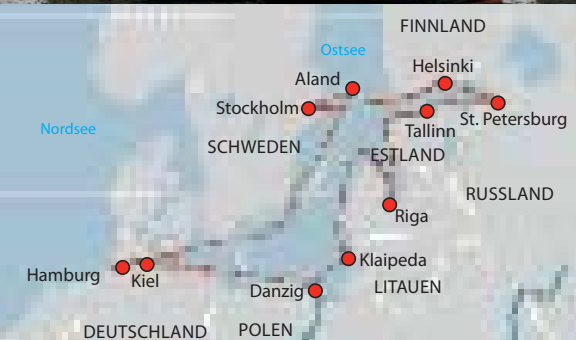 FINNLAND
Ostsee
Helsinki
Aland
Stockholm
St. Petersburg
Nordsee
Tallinn
SCHWEDEN
ESTLAND
RUSSLAND
Riga
Klaipeda
Hamburg
Kiel
LITAUEN
Danzig
DEUTSCHLAND
POLEN